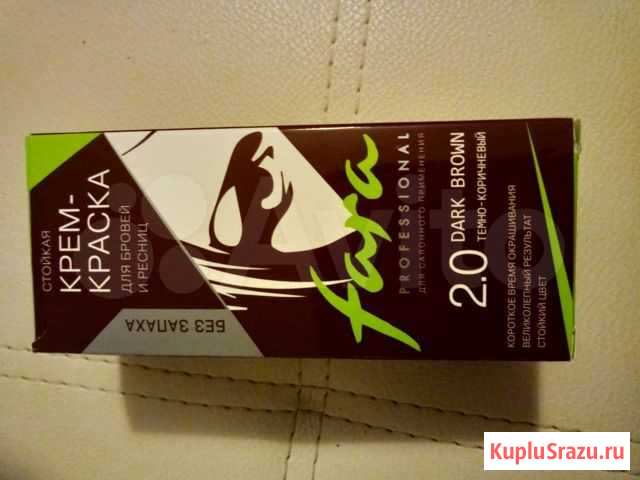 СТОЙКАЯ
КРЕМ-
КРАСКА
ДЛЯ БРОВЕЙ
И РЕСНИЦ
БЕЗ ЗАПАХА
fara
PROFESSIONAL
ДЛЯ САЛОННОГО ПРИМЕНЕНИЯ
2.0 DARK BROWN
ТЕМНО-КОРИЧНЕВЫЙ
КОРОТКОЕ ВРЕМЯ ОКРАШИВАНИЯ
ВЕЛИКОЛЕПНЫЙ РЕЗУЛЬТАТ
СТОЙКИЙ ЦВЕТ
Avito
KupluSrazu.ru